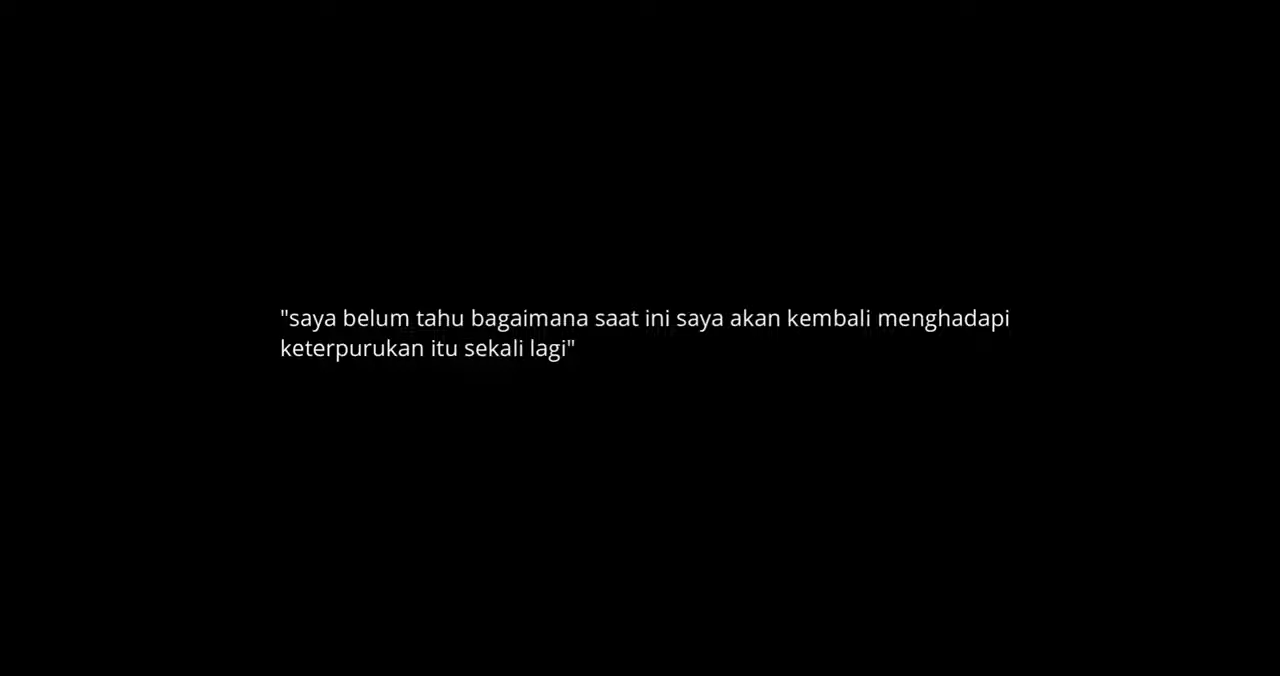 "saya belum tahu bagaimana saat ini saya akan kembali menghadapi
keterpurukan itu sekali lagi"